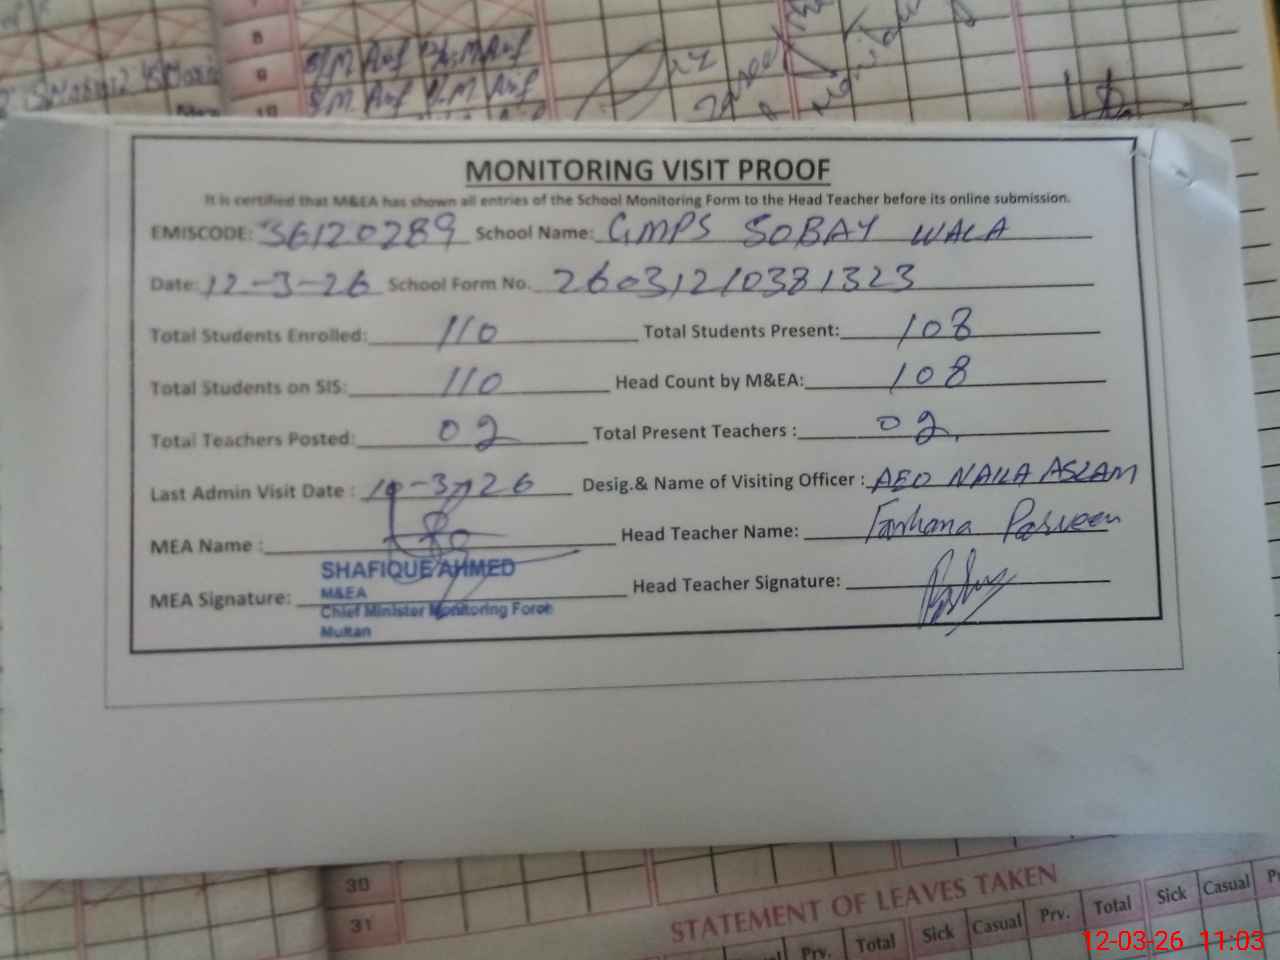 8
9
10
MONITORING VISIT PROOF
It is certified that M&EA has shown all entries of the School Monitoring Form to the Head Teacher before its online submission.
EMISCODE: 36120289 School Name: GMPS SOBAY WALA
Date: 12-3-26 School Form No. 26031210381323
Total Students Enrolled: 110 Total Students Present: 108
Total Students on SIS: 110 Head Count by M&EA: 108
Total Teachers Posted: 02 Total Present Teachers : 02
Last Admin Visit Date : 10-3-26 Desig.& Name of Visiting Officer : AEO NAILA ASLAM
MEA Name : Head Teacher Name: Farhana Parveen
SHAFIQUE AHMED
MEA Signature: M&EA Head Teacher Signature:
Chief Minister Monitoring Force
Multan
30
31
STATEMENT OF LEAVES TAKEN
Prv. Total Sick Casual Prv. Total Sick Casual
12-03-26 11:03